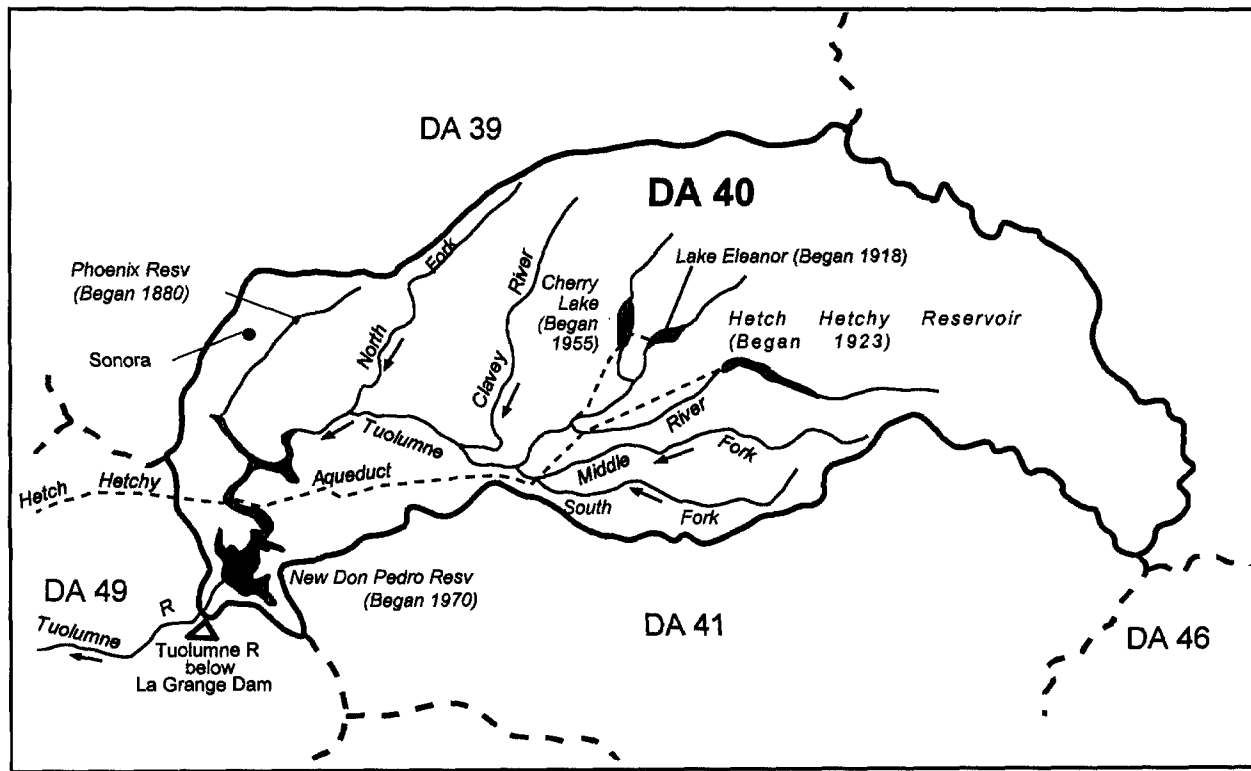 DA 39
DA 40
Phoenix Resv
(Began 1880)
Sonora
North Fork
Clavey River
Cherry
Lake
(Began
1955)
Lake Eleanor (Began 1918)
Hetch Hetchy Reservoir
(Began 1923)
River
Tuolumne
Middle Fork
South Fork
Hetch Hetchy Aqueduct
New Don Pedro Resv
(Began 1970)
DA 49
Tuolumne R
Tuolumne R
below
La Grange Dam
DA 41
DA 46